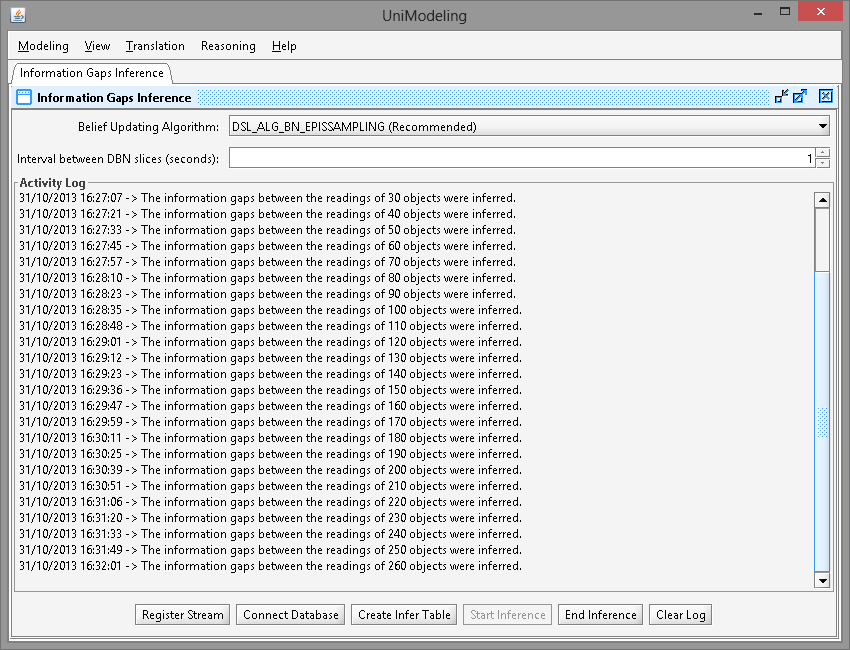 UniModeling
Modeling View Translation Reasoning Help
Information Gaps Inference
Information Gaps Inference
Belief Updating Algorithm: DSL_ALG_BN_EPISSAMPLING (Recommended)
Interval between DBN slices (seconds): 1
Activity Log
31/10/2013 16:27:07 -> The information gaps between the readings of 30 objects were inferred.
31/10/2013 16:27:21 -> The information gaps between the readings of 40 objects were inferred.
31/10/2013 16:27:33 -> The information gaps between the readings of 50 objects were inferred.
31/10/2013 16:27:45 -> The information gaps between the readings of 60 objects were inferred.
31/10/2013 16:27:57 -> The information gaps between the readings of 70 objects were inferred.
31/10/2013 16:28:10 -> The information gaps between the readings of 80 objects were inferred.
31/10/2013 16:28:23 -> The information gaps between the readings of 90 objects were inferred.
31/10/2013 16:28:35 -> The information gaps between the readings of 100 objects were inferred.
31/10/2013 16:28:48 -> The information gaps between the readings of 110 objects were inferred.
31/10/2013 16:29:01 -> The information gaps between the readings of 120 objects were inferred.
31/10/2013 16:29:12 -> The information gaps between the readings of 130 objects were inferred.
31/10/2013 16:29:23 -> The information gaps between the readings of 140 objects were inferred.
31/10/2013 16:29:36 -> The information gaps between the readings of 150 objects were inferred.
31/10/2013 16:29:47 -> The information gaps between the readings of 160 objects were inferred.
31/10/2013 16:29:59 -> The information gaps between the readings of 170 objects were inferred.
31/10/2013 16:30:11 -> The information gaps between the readings of 180 objects were inferred.
31/10/2013 16:30:25 -> The information gaps between the readings of 190 objects were inferred.
31/10/2013 16:30:39 -> The information gaps between the readings of 200 objects were inferred.
31/10/2013 16:30:51 -> The information gaps between the readings of 210 objects were inferred.
31/10/2013 16:31:06 -> The information gaps between the readings of 220 objects were inferred.
31/10/2013 16:31:20 -> The information gaps between the readings of 230 objects were inferred.
31/10/2013 16:31:33 -> The information gaps between the readings of 240 objects were inferred.
31/10/2013 16:31:49 -> The information gaps between the readings of 250 objects were inferred.
31/10/2013 16:32:01 -> The information gaps between the readings of 260 objects were inferred.
Register Stream Connect Database Create Infer Table Start Inference End Inference Clear Log